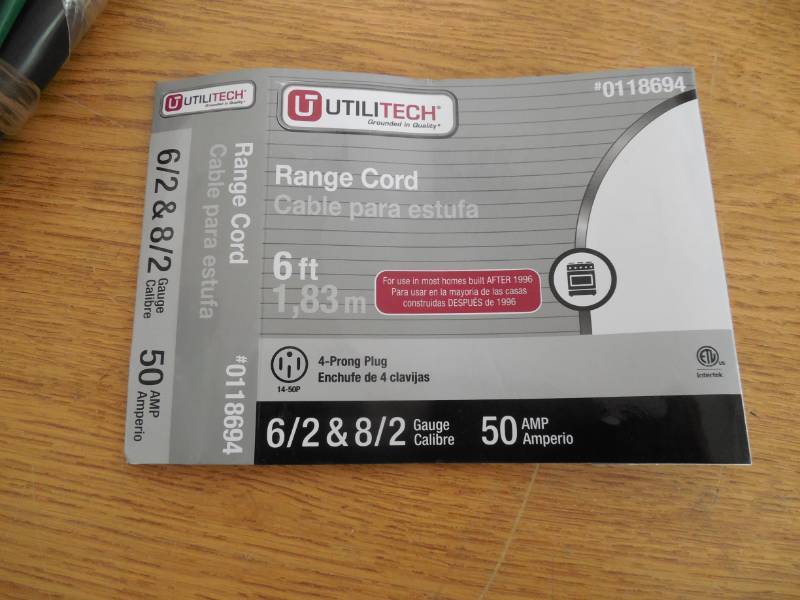 UTILITECH®
Grounded in Quality®
Range Cord
Cable para estufa
6/2 & 8/2 Gauge
Calibre
50 AMP
Amperio
#0118694
#0118694
UTILITECH®
Grounded in Quality®
Range Cord
Cable para estufa
6 ft
1,83 m
For use in most homes built AFTER 1996
Para usar en la mayoría de las casas
construidas DESPUÉS de 1996
14-50P
4-Prong Plug
Enchufe de 4 clavijas
ETL
US
Intertek
6/2 & 8/2 Gauge
Calibre
50 AMP
Amperio